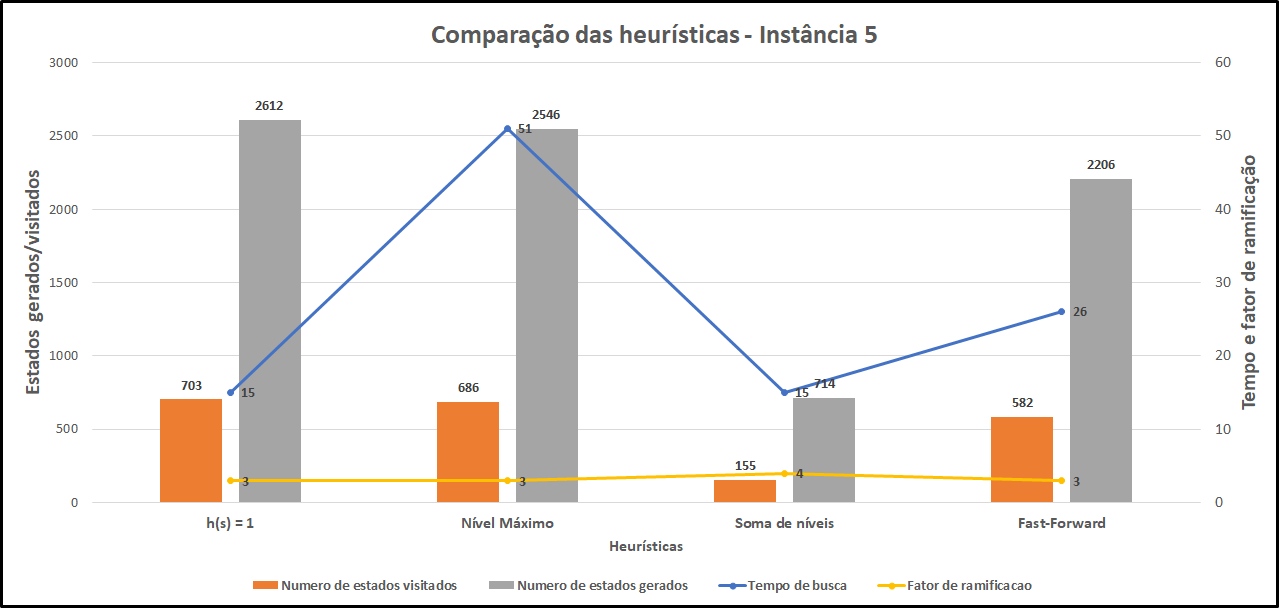 Comparação das heurísticas - Instância 5
Estados gerados/visitados
3000
2500
2000
1500
1000
500
0
703
2612
686
2546
155
714
582
2206
15
51
15
26
3
3
4
3
60
50
40
30
20
10
0
Tempo e fator de ramificação
h(s) = 1
Nível Máximo
Soma de níveis
Fast-Forward
Heurísticas
Numero de estados visitados
Numero de estados gerados
Tempo de busca
Fator de ramificacao